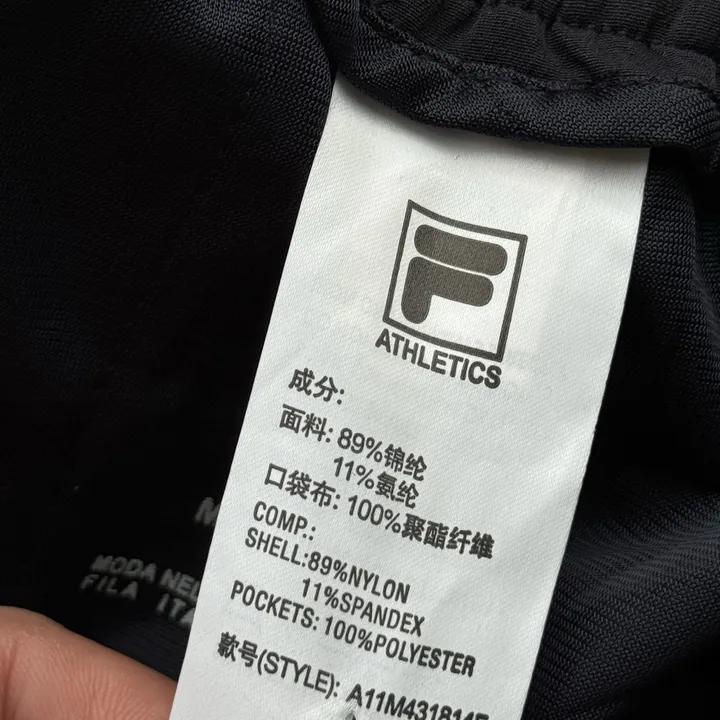 ATHLETICS
成分:
面料: 89%锦纶
11%氨纶
口袋布: 100%聚酯纤维
COMP.:
SHELL:89%NYLON
11%SPANDEX
POCKETS: 100%POLYESTER
款号(STYLE):
MODA
FILA